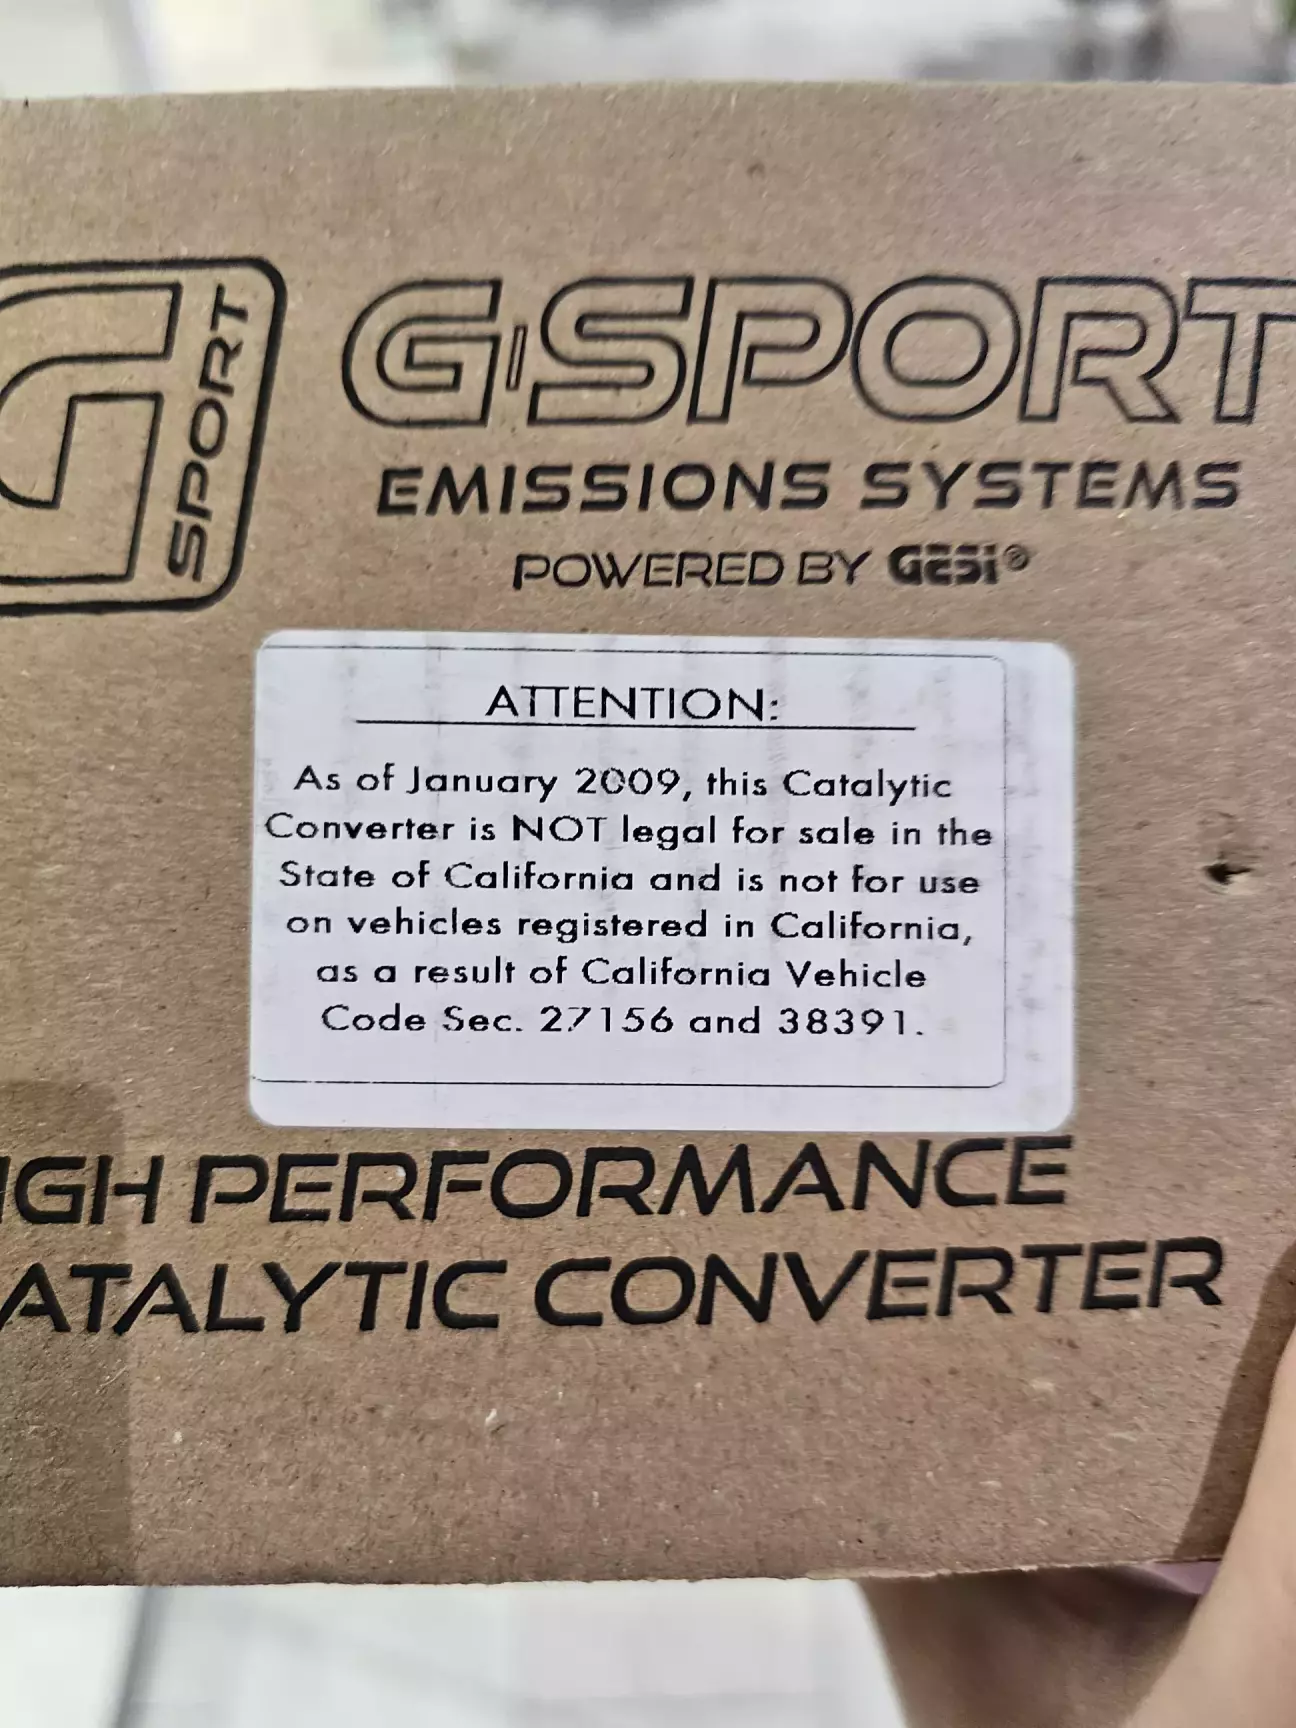 SPORT
G-SPORT
EMISSIONS SYSTEMS
POWERED BY GESi®
ATTENTION:
As of January 2009, this Catalytic
Converter is NOT legal for sale in the
State of California and is not for use
on vehicles registered in California,
as a result of California Vehicle
Code Sec. 27156 and 38391.
IGH PERFORMANCE
ATALYTIC CONVERTER